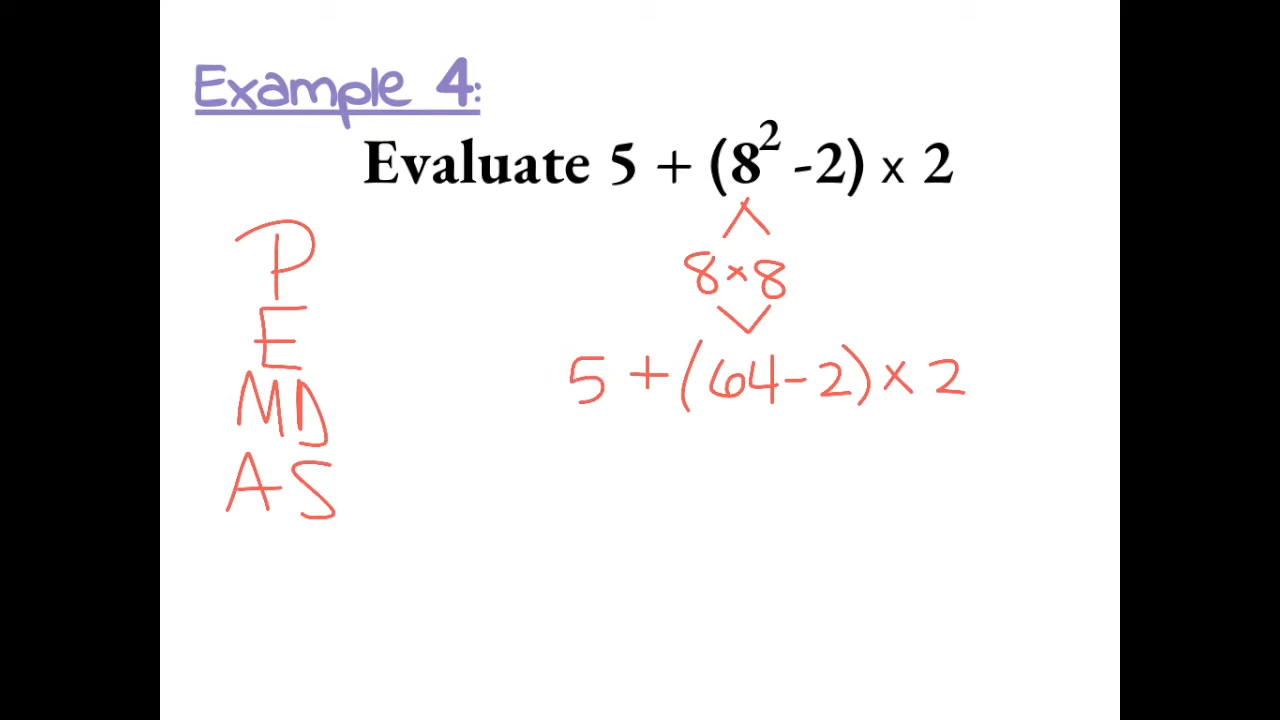 Example 4:
Evaluate 5 + (8² -2) × 2
P
8×8
E
5 + (64-2) × 2
MD
AS